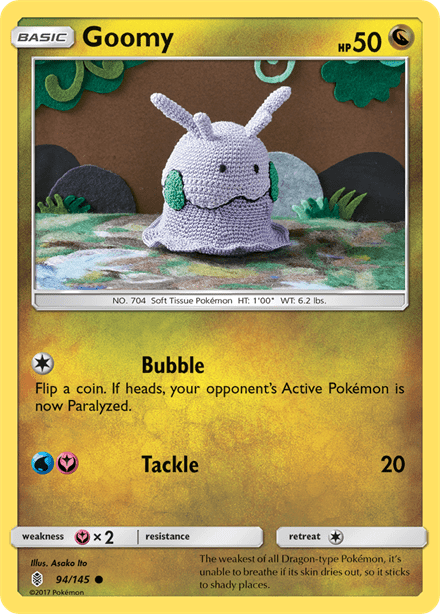 BASIC Goomy HP 50
NO. 704 Soft Tissue Pokémon HT: 1'00" WT: 6.2 lbs.
Bubble
Flip a coin. If heads, your opponent's Active Pokémon is
now Paralyzed.
Tackle 20
weakness × 2 resistance retreat
Illus. Asako Ito
94/145
©2017 Pokémon
The weakest of all Dragon-type Pokémon, it's
unable to breathe if its skin dries out, so it sticks
to shady places.